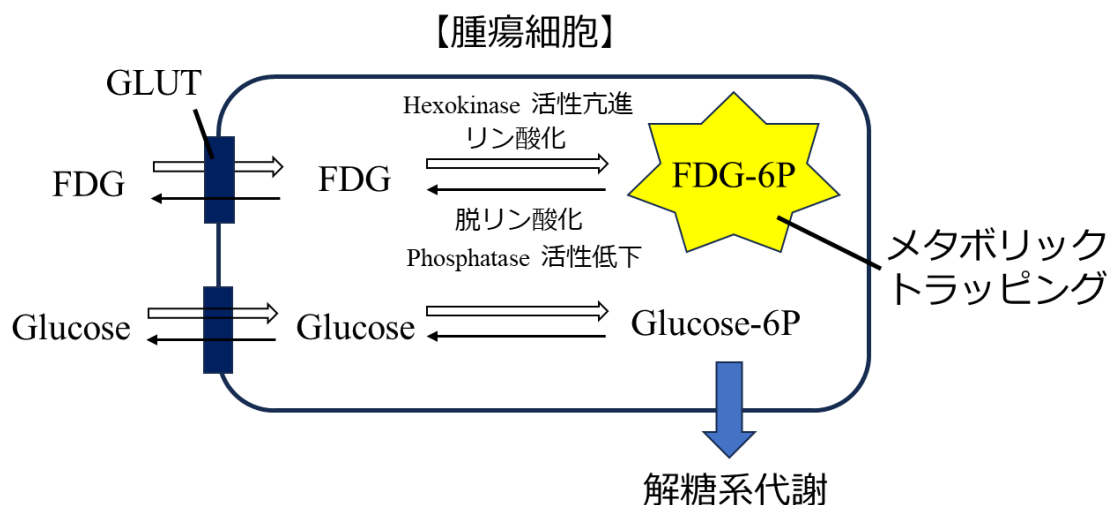 【腫瘍細胞】
GLUT
Hexokinase 活性亢進
リン酸化
FDG
FDG
FDG-6P
脱リン酸化
Phosphatase 活性低下
メタボリック
トラッピング
Glucose
Glucose
Glucose-6P
解糖系代謝